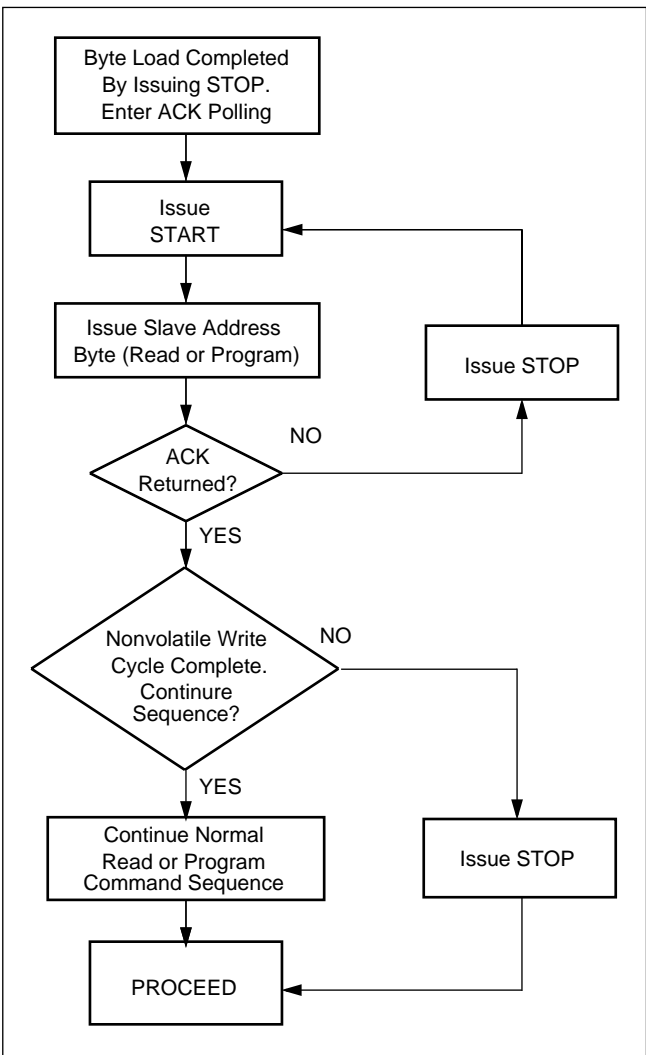 Byte Load Completed
By Issuing STOP.
Enter ACK Polling
Issue
START
Issue Slave Address
Byte (Read or Program)
Issue STOP
ACK
Returned?
NO
YES
Nonvolatile Write
Cycle Complete.
Continure
Sequence?
NO
YES
Continue Normal
Read or Program
Command Sequence
Issue STOP
PROCEED